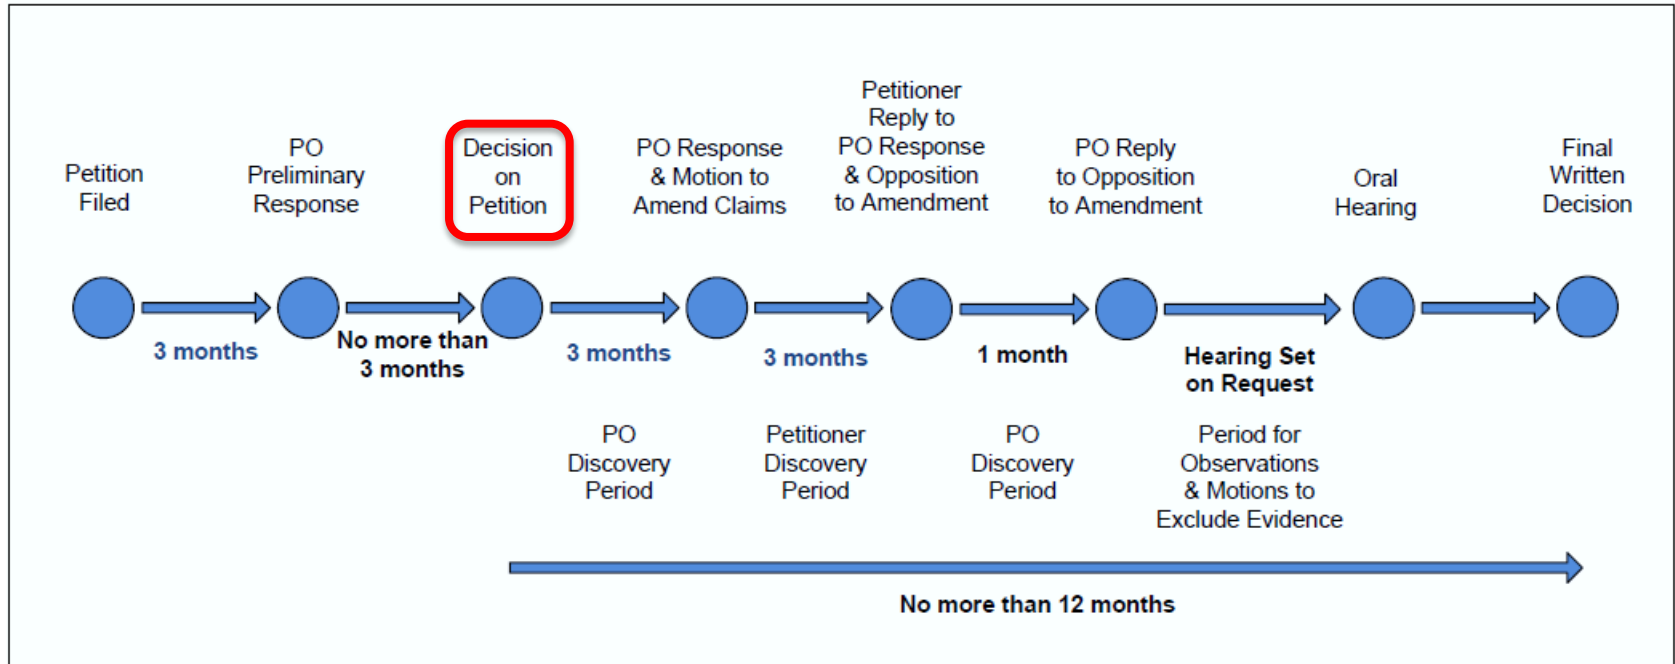 Petition
Filed
PO
Preliminary
Response
Decision
on
Petition
PO Response
& Motion to
Amend Claims
Petitioner
Reply to
PO Response
& Opposition
to Amendment
PO Reply
to Opposition
to Amendment
Oral
Hearing
Final
Written
Decision
3 months
No more than
3 months
3 months
3 months
1 month
Hearing Set
on Request
PO
Discovery
Period
Petitioner
Discovery
Period
PO
Discovery
Period
Period for
Observations
& Motions to
Exclude Evidence
No more than 12 months